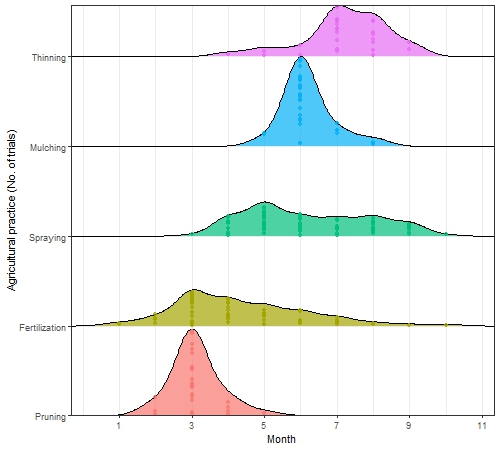 Agricultural practice (No. of trials)
Thinning
Mulching
Spraying
Fertilization
Pruning
1 3 5 7 9 11
Month